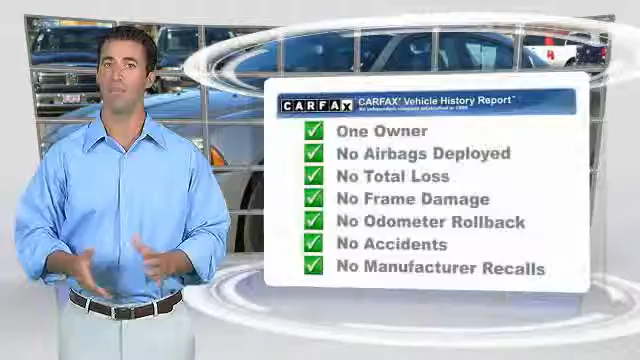 CARFAX CARFAX Vehicle History Report™
One Owner
No Airbags Deployed
No Total Loss
No Frame Damage
No Odometer Rollback
No Accidents
No Manufacturer Recalls